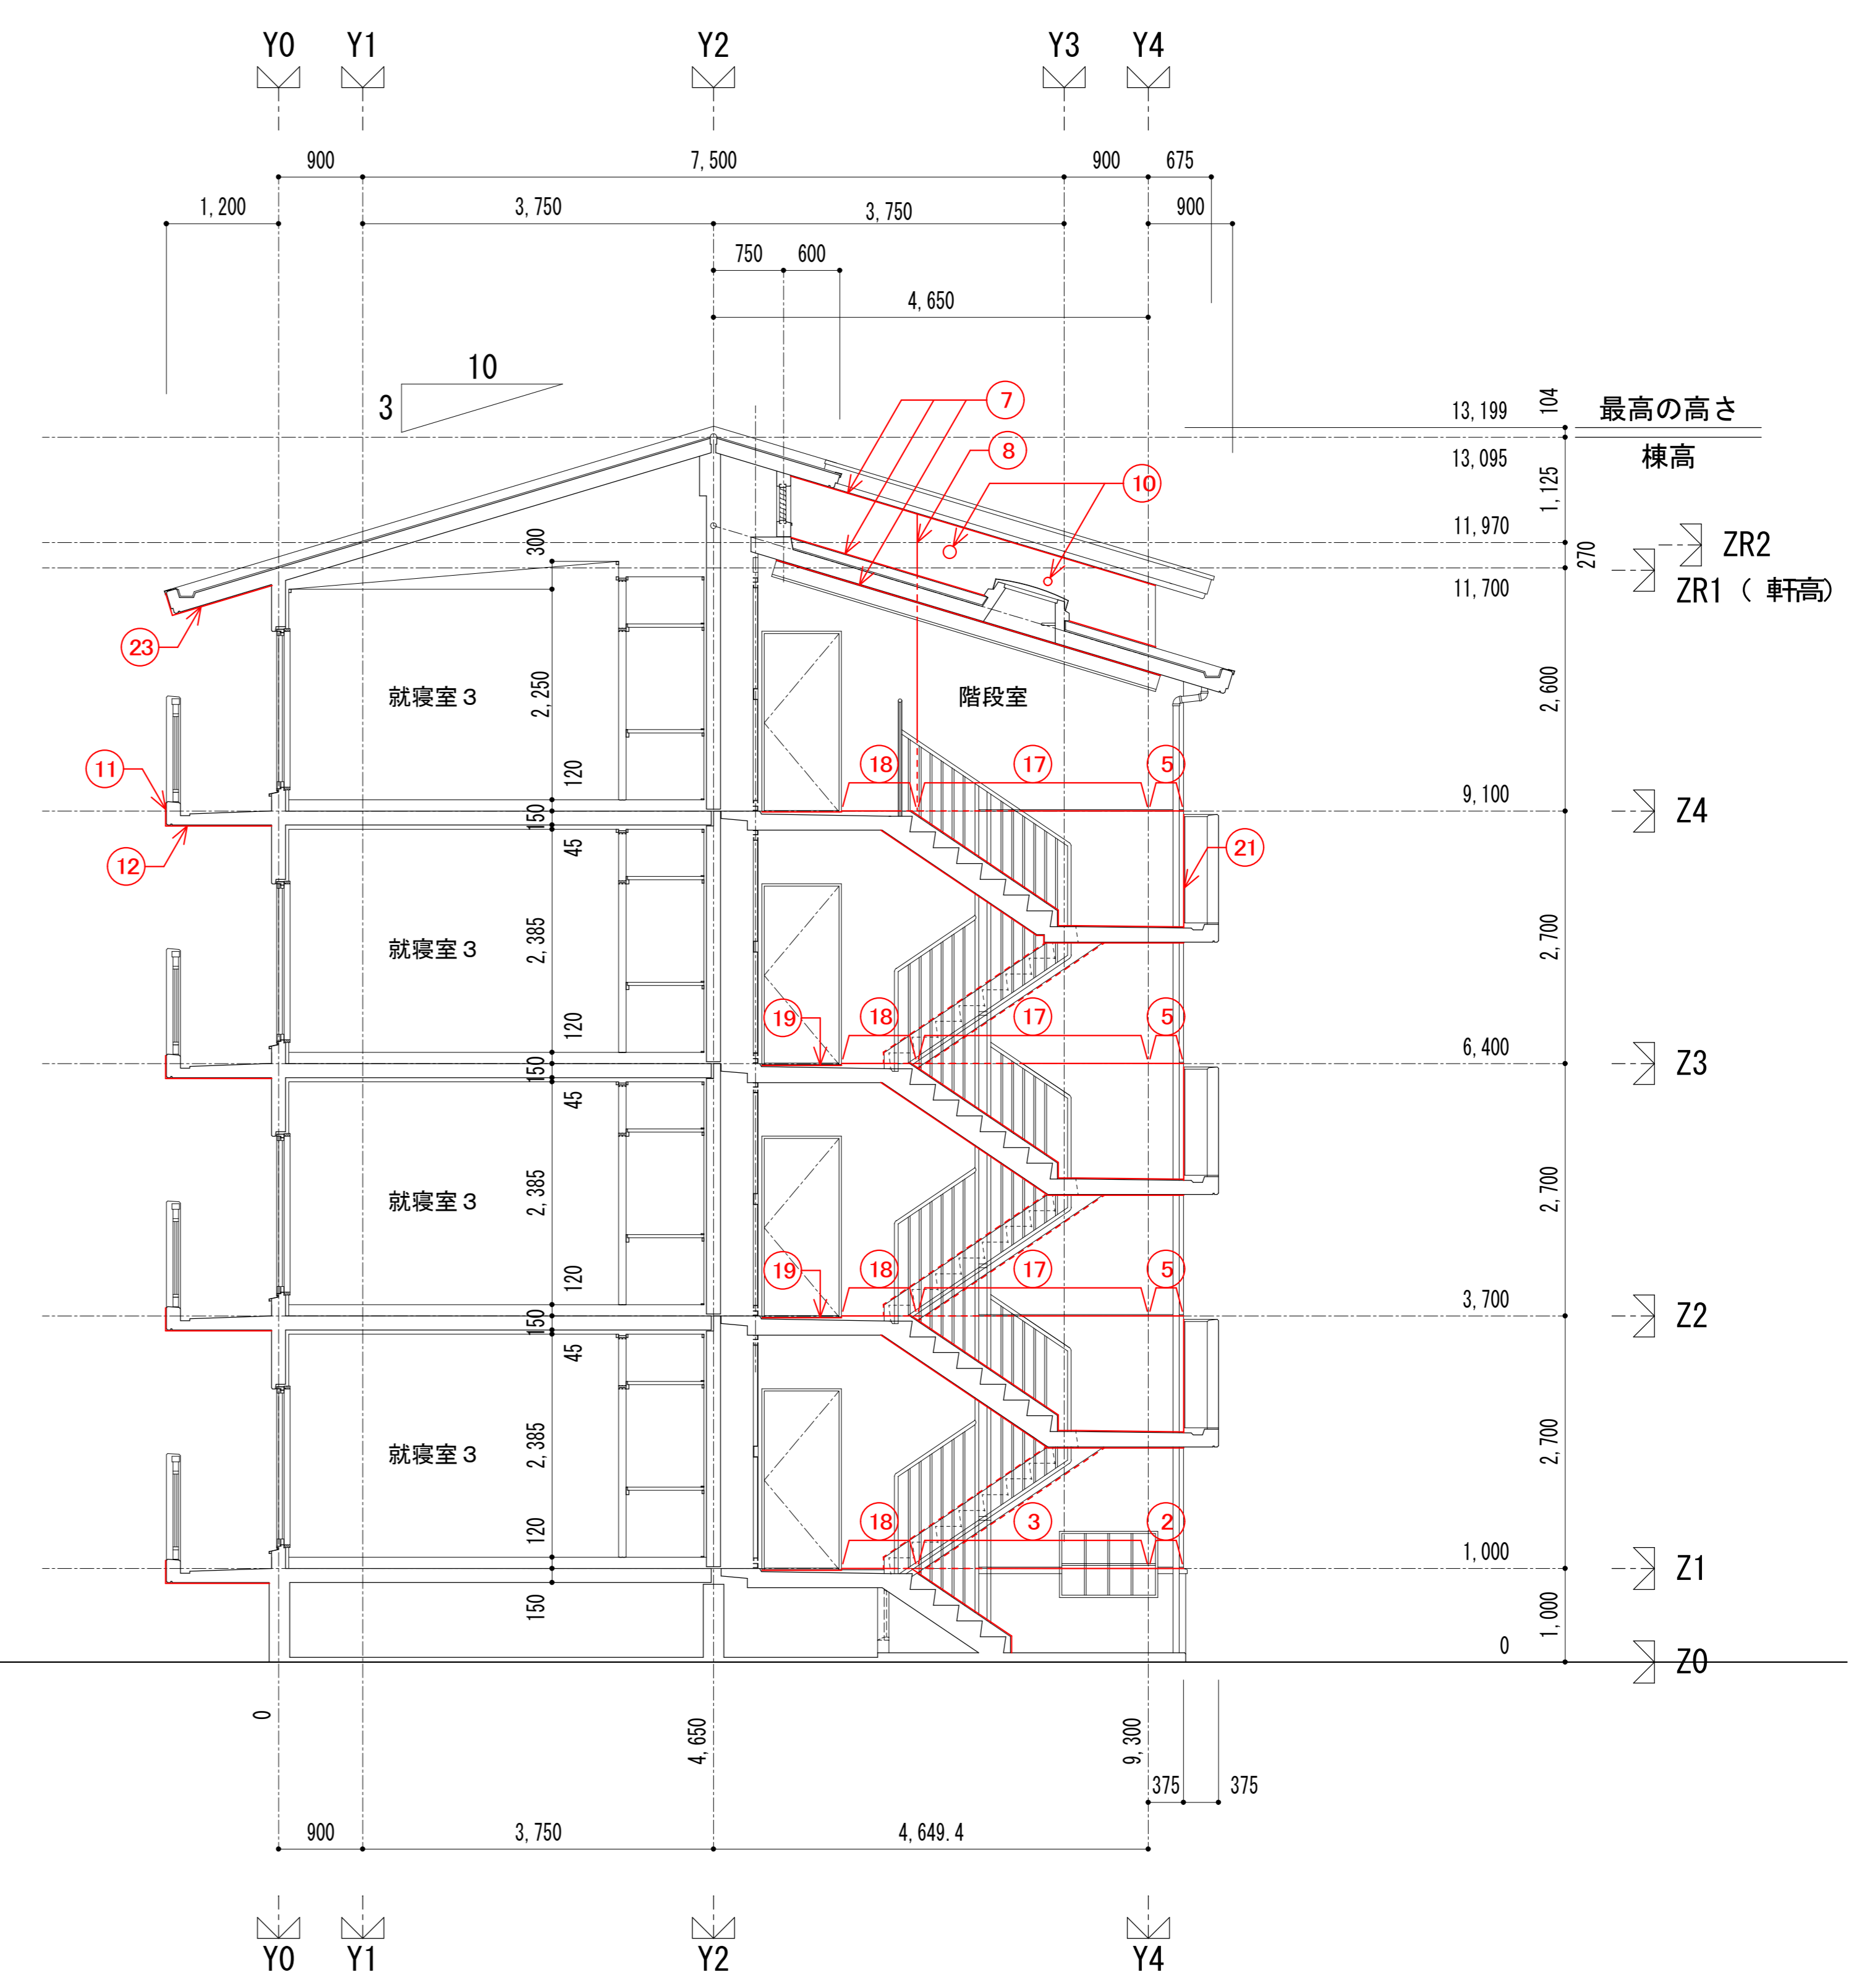 Y0 Y1 Y2 Y3 Y4
900 7,500 900 675
1,200 3,750 3,750 900
750 600
4,650
10
3
7
8
10
13,199 104 最高の高さ
13,095 棟高
1,125
11,970 ZR2
270
11,700 ZR1 ( 軒高)
300
23
就寝室3 2,250 階段室 2,600
11 120 18 17 5 9,100 Z4
150
12 45 21
就寝室3 2,385 2,700
120 19 18 17 5 6,400 Z3
150
45
就寝室3 2,385 2,700
120 19 18 17 5 3,700 Z2
150
45
就寝室3 2,385 2,700
120 18 3 2 1,000 Z1
150 1,000
0 Z0
0 4,650 9,300
375 375
900 3,750 4,649.4
Y0 Y1 Y2 Y4